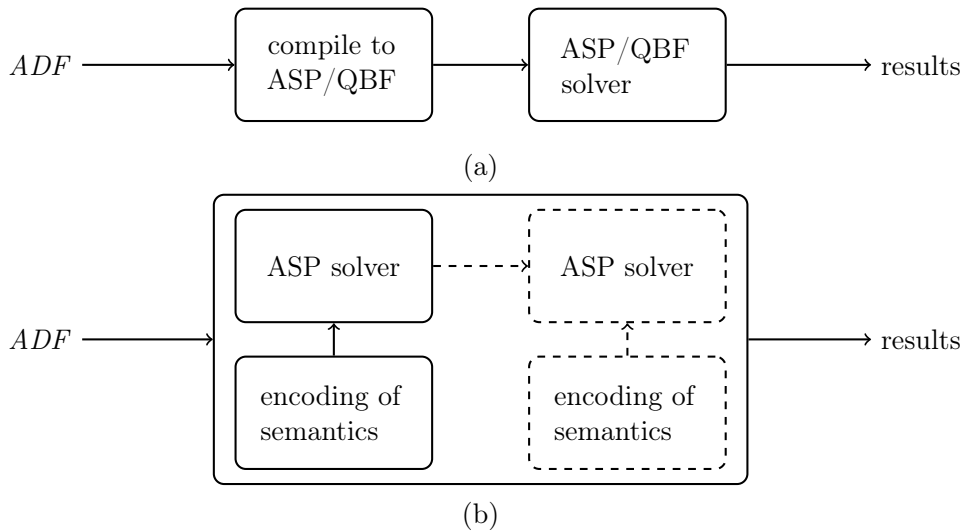 ADF
compile to
ASP/QBF
ASP/QBF
solver
results
(a)
ASP solver
ASP solver
ADF
results
encoding of
semantics
encoding of
semantics
(b)